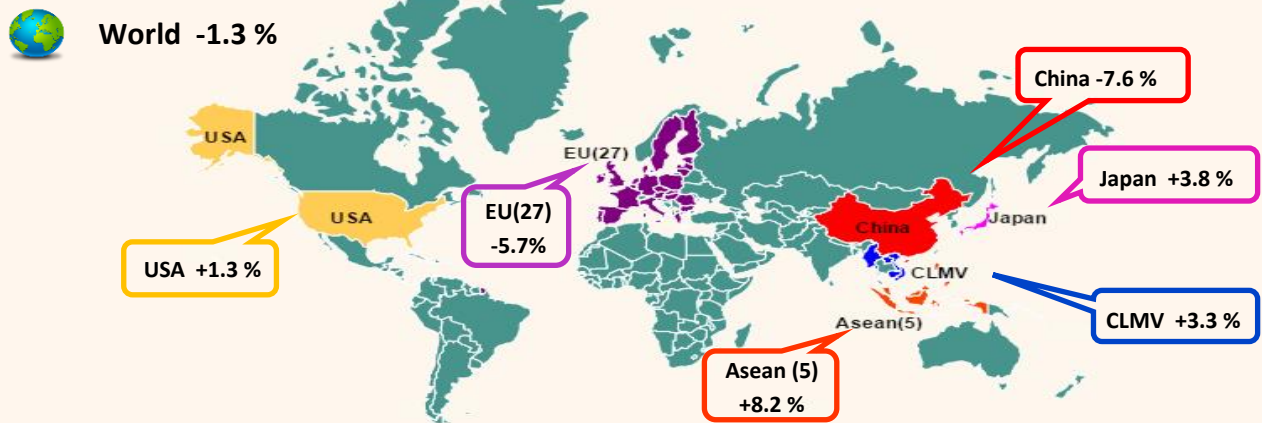 World -1.3 %
China -7.6 %
USA
EU(27)
Japan +3.8 %
USA
EU(27)
-5.7%
China
Japan
USA +1.3 %
CLMV
CLMV +3.3 %
Asean(5)
Asean (5)
+8.2 %